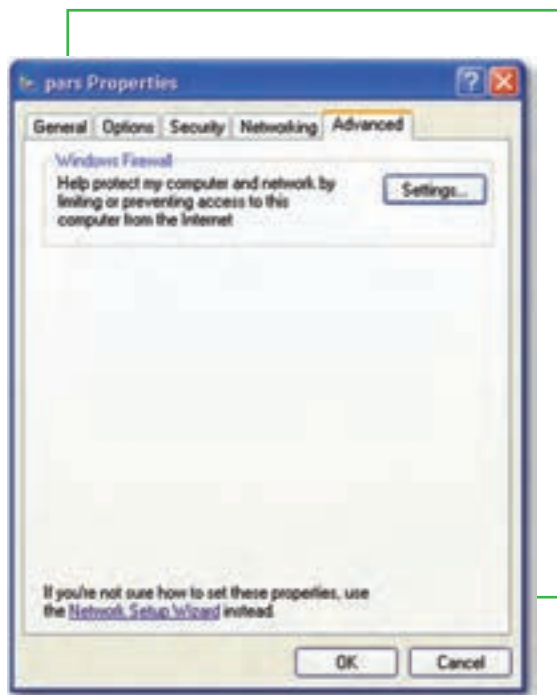 pars Properties
General Options Security Networking Advanced
Windows Firewall
Help protect my computer and network by
limiting or preventing access to this
computer from the Internet
Settings...
If you're not sure how to set these properties, use
the Network Setup Wizard instead.
OK Cancel